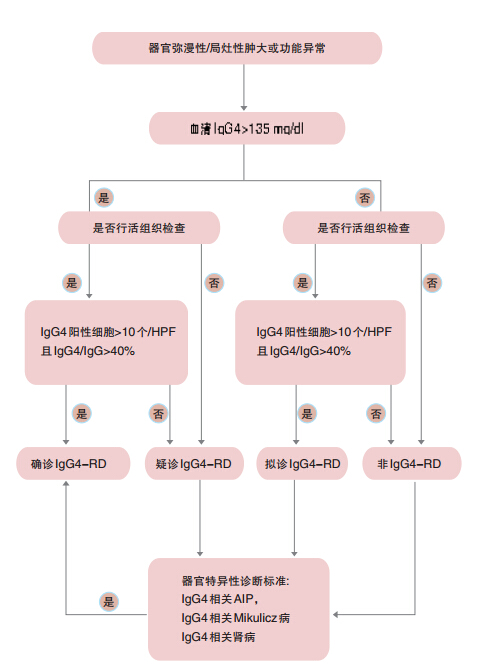 器官弥漫性/局灶性肿大或功能异常
血清IgG4>135 mg/dl
是
否
是否行活组织检查
是否行活组织检查
是
否
是
否
IgG4阳性细胞>10个/HPF
且IgG4/IgG>40%
IgG4阳性细胞>10个/HPF
且IgG4/IgG>40%
是
否
是
否
确诊IgG4-RD
疑诊IgG4-RD
拟诊IgG4-RD
非IgG4-RD
器官特异性诊断标准:
IgG4相关AIP，
IgG4相关Mikulicz病
IgG4相关肾病
是